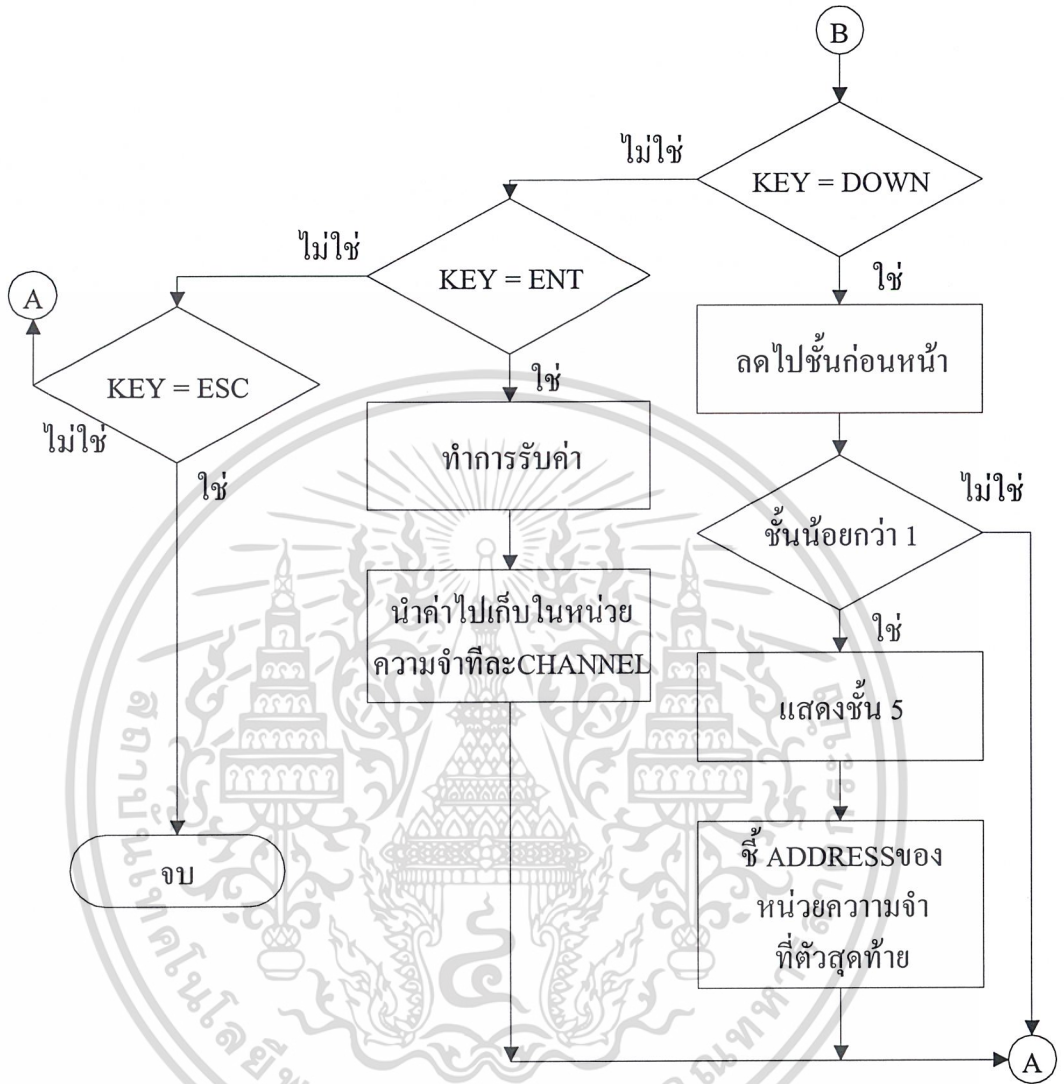 B
KEY = DOWN
ไม่ใช่
ใช่
KEY = ENT
ไม่ใช่
ใช่
A
KEY = ESC
ไม่ใช่
ใช่
ลดไปชั้นก่อนหน้า
ทำการรับค่า
ชั้นน้อยกว่า 1
ไม่ใช่
ใช่
นำค่าไปเก็บในหน่วย
ความจำทีละCHANNEL
แสดงชั้น 5
จบ
ชี้ ADDRESSของ
หน่วยควาามจำ
ที่ตัวสุดท้าย
A